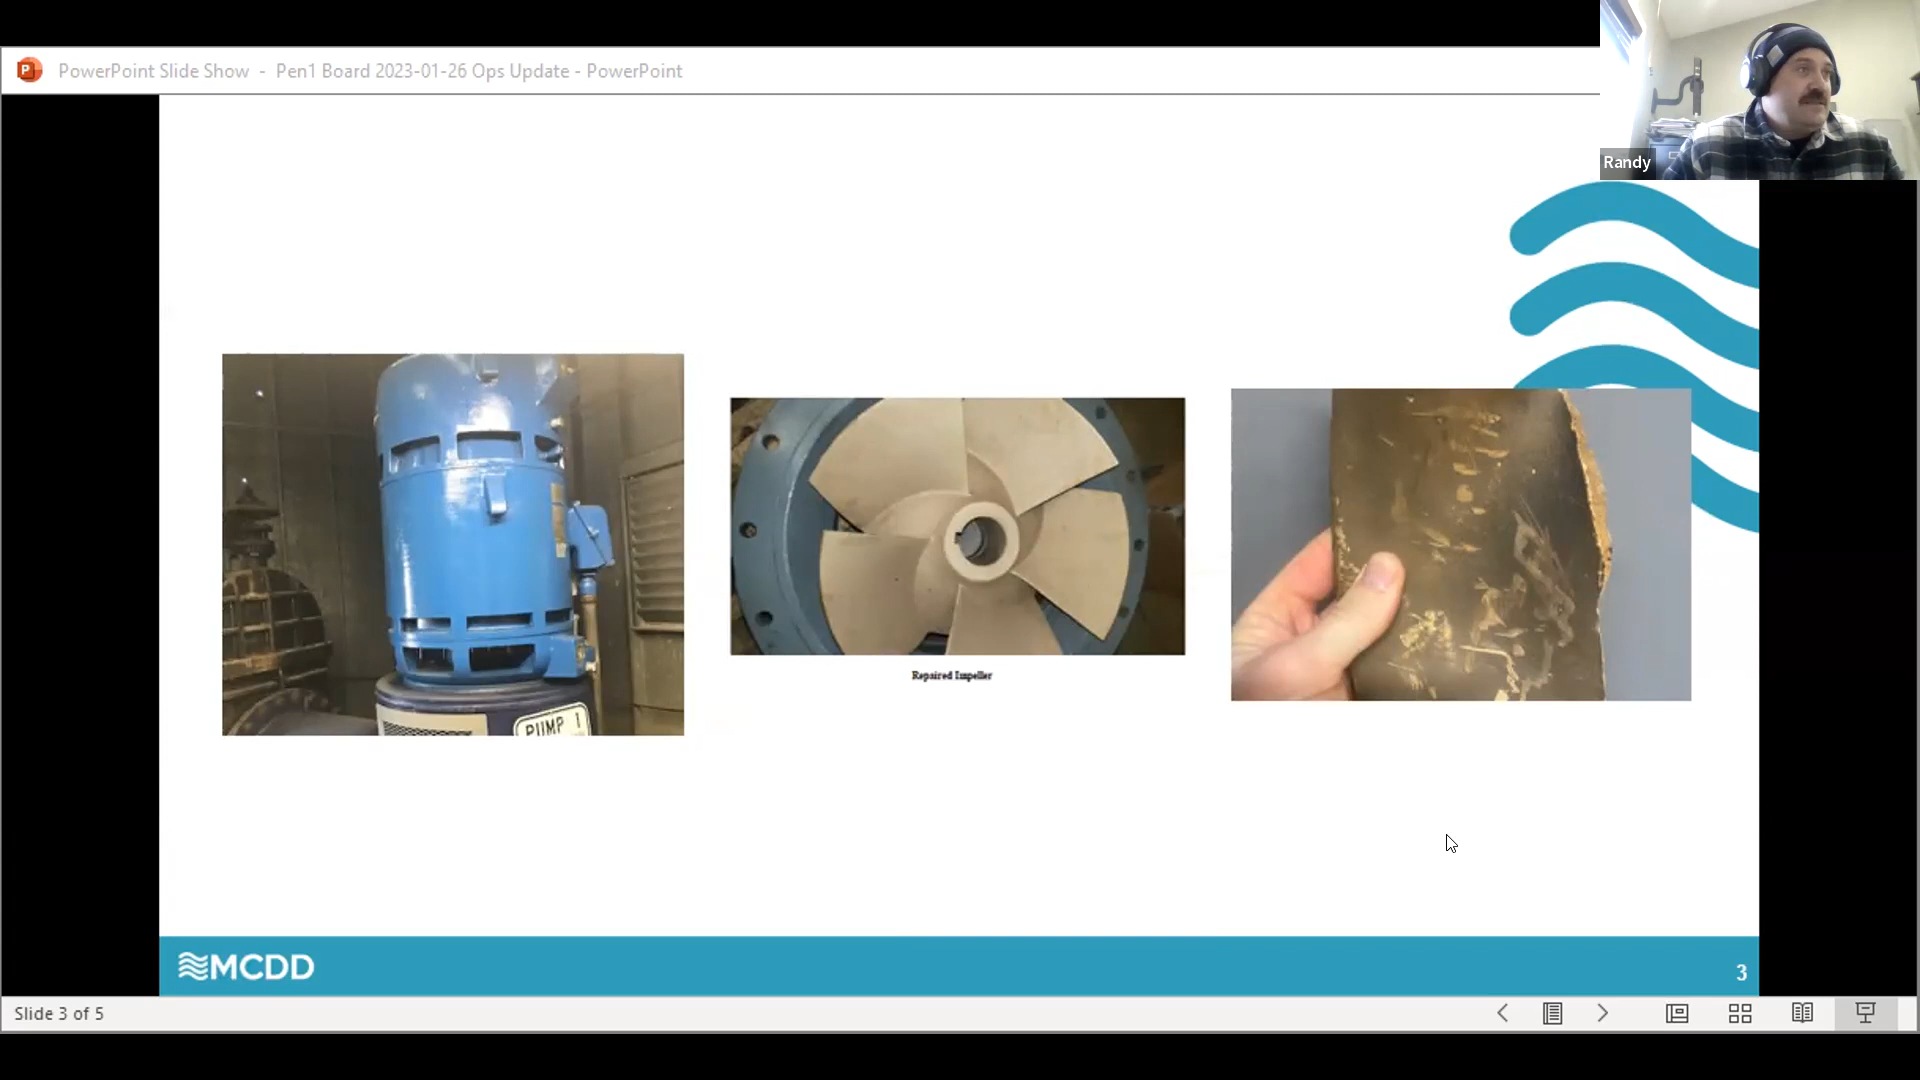 PowerPoint Slide Show - Pen1 Board 2023-01-26 Ops Update - PowerPoint
Randy
PUMP 1
Repaired Impeller
MCDD
3
Slide 3 of 5